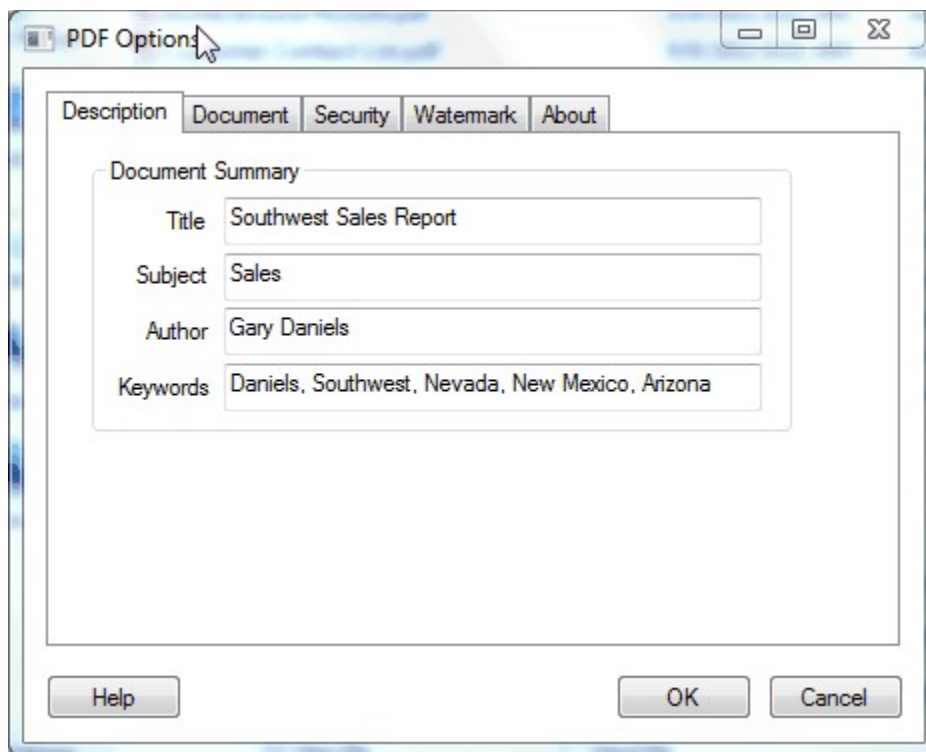 PDF Options
Description Document Security Watermark About
Document Summary
Title Southwest Sales Report
Subject Sales
Author Gary Daniels
Keywords Daniels, Southwest, Nevada, New Mexico, Arizona
Help OK Cancel